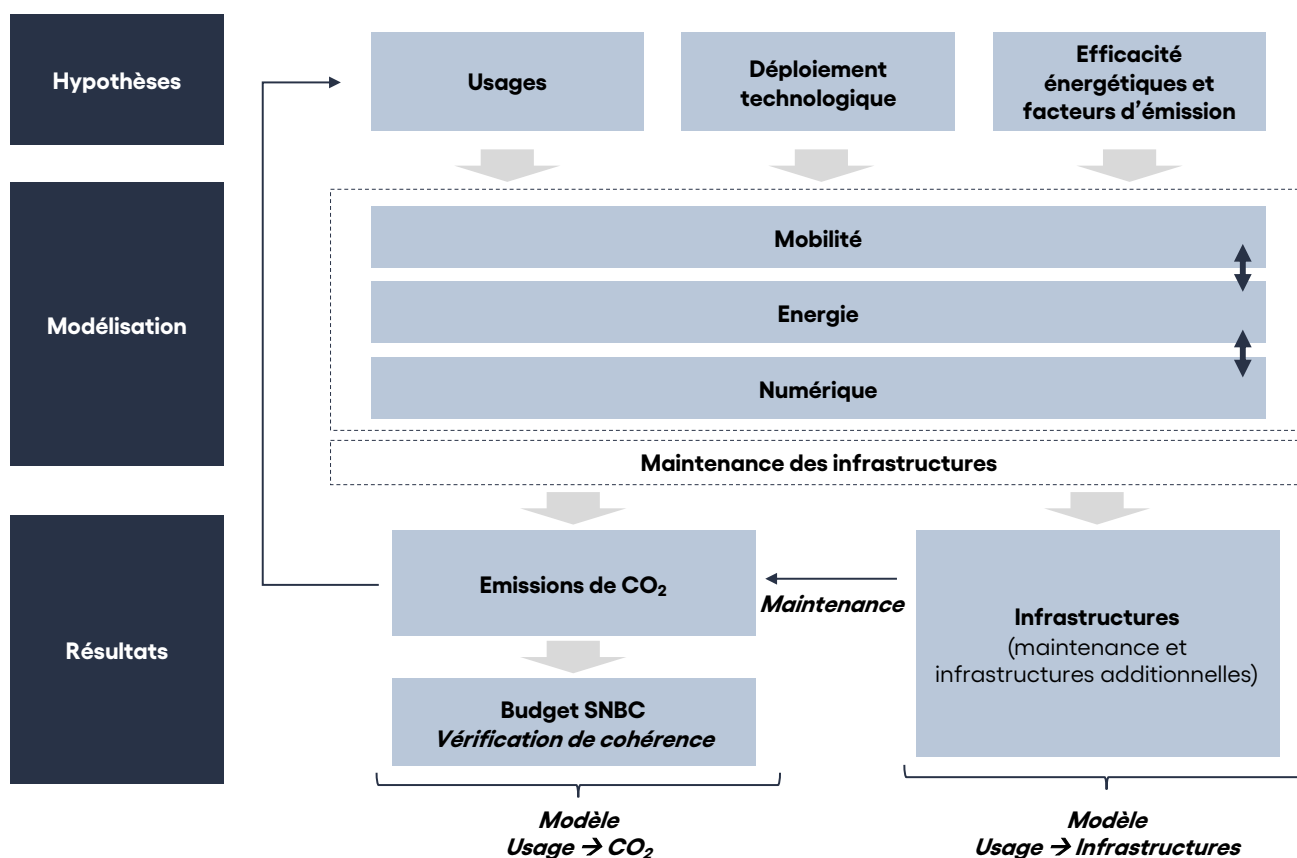 Hypothèses
Usages
Déploiement
technologique
Efficacité
énergétiques et
facteurs d'émission
Modélisation
Mobilité
Energie
Numérique
Maintenance des infrastructures
Résultats
Emissions de CO₂
Maintenance
Infrastructures
(maintenance et
infrastructures additionnelles)
Budget SNBC
Vérification de cohérence
Modèle
Usage → CO₂
Modèle
Usage → Infrastructures